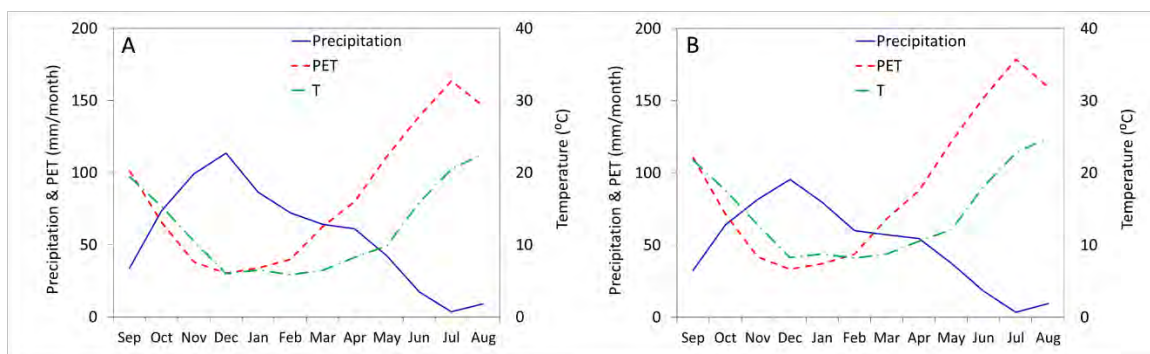 A
Precipitation
PET
T
Precipitation & PET (mm/month)
200
150
100
50
0
Temperature (°C)
40
30
20
10
0
Sep Oct Nov Dec Jan Feb Mar Apr May Jun Jul Aug
B
Precipitation
PET
T
Precipitation & PET (mm/month)
200
150
100
50
0
Temperature (°C)
40
30
20
10
0
Sep Oct Nov Dec Jan Feb Mar Apr May Jun Jul Aug